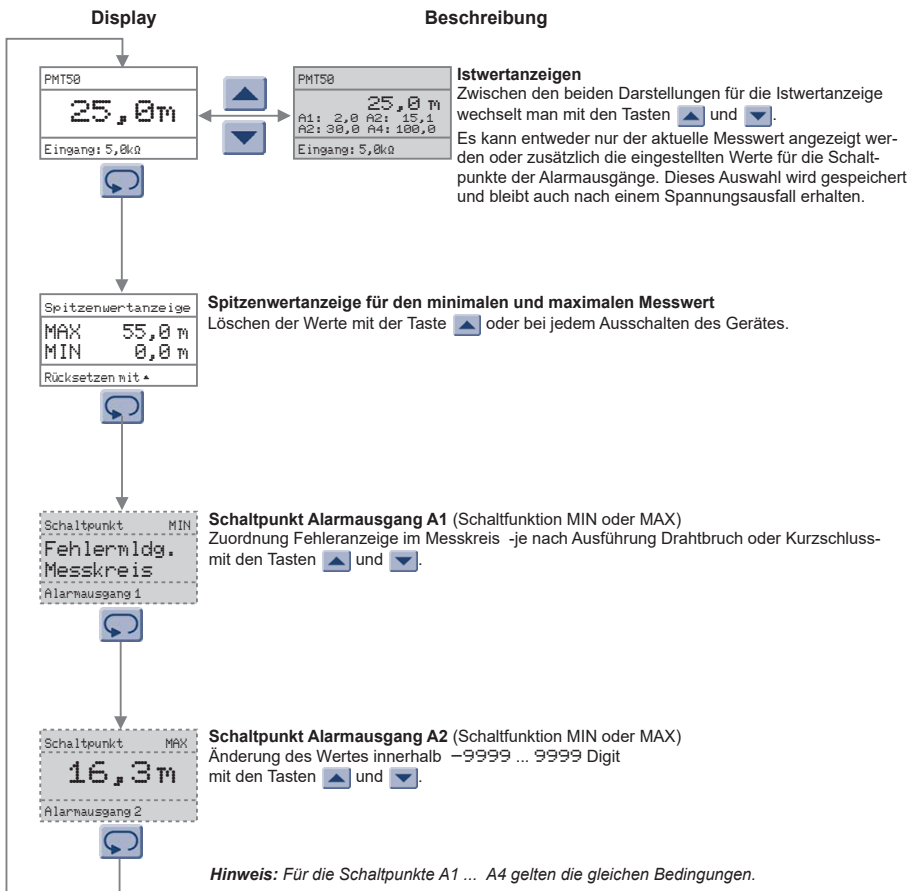 Display
Beschreibung
PMT50
25,0m
Eingang: 5,0kΩ
PMT50
25,0 m
A1: 2,0 A2: 15,1
A2: 30,0 A4: 100,0
Eingang: 5,0kΩ
Istwertanzeigen
Zwischen den beiden Darstellungen für die Istwertanzeige
wechselt man mit den Tasten ▲ und ▼.
Es kann entweder nur der aktuelle Messwert angezeigt wer-
den oder zusätzlich die eingestellten Werte für die Schalt-
punkte der Alarmausgänge. Dieses Auswahl wird gespeichert
und bleibt auch nach einem Spannungsausfall erhalten.
Spitzenwertanzeige
MAX 55,0 m
MIN 0,0 m
Rücksetzen mit ▲
Spitzenwertanzeige für den minimalen und maximalen Messwert
Löschen der Werte mit der Taste ▲ oder bei jedem Ausschalten des Gerätes.
Schaltpunkt MIN
Fehlermldg.
Messkreis
Alarmausgang 1
Schaltpunkt Alarmausgang A1 (Schaltfunktion MIN oder MAX)
Zuordnung Fehleranzeige im Messkreis -je nach Ausführung Drahtbruch oder Kurzschluss-
mit den Tasten ▲ und ▼.
Schaltpunkt MAX
16,3m
Alarmausgang 2
Schaltpunkt Alarmausgang A2 (Schaltfunktion MIN oder MAX)
Änderung des Wertes innerhalb −9999 ... 9999 Digit
mit den Tasten ▲ und ▼.
Hinweis: Für die Schaltpunkte A1 ... A4 gelten die gleichen Bedingungen.